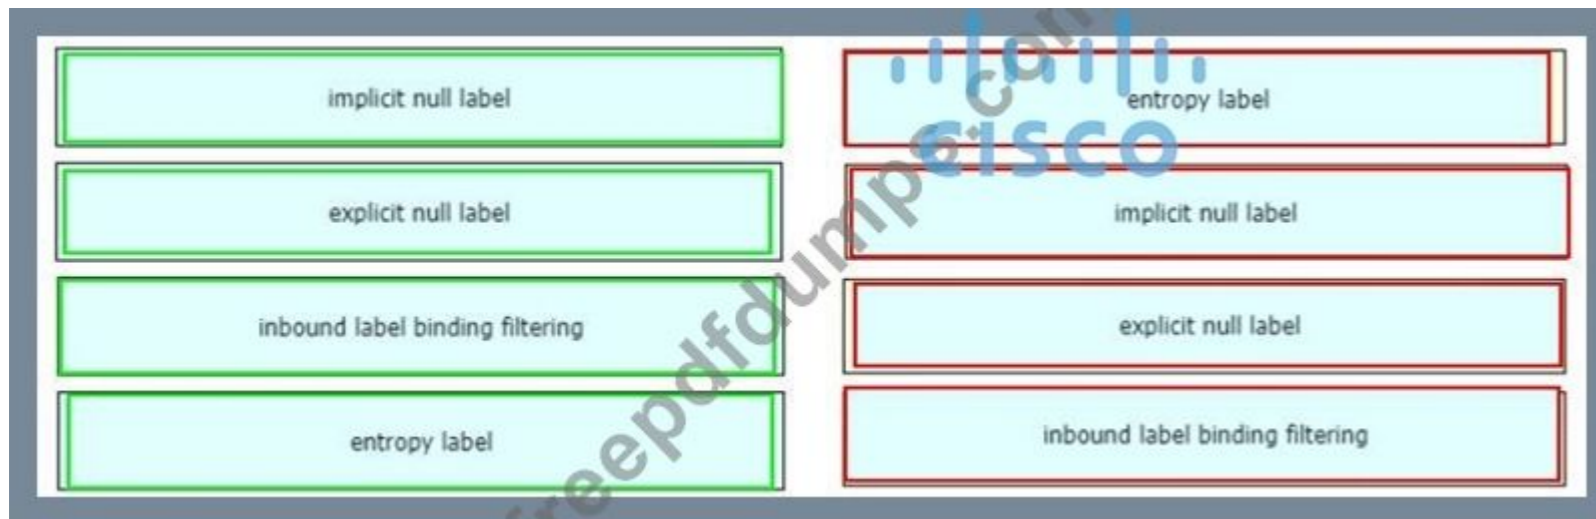 implicit null label
explicit null label
inbound label binding filtering
entropy label
entropy label
implicit null label
explicit null label
inbound label binding filtering
CISCO
freepdfdumps.com